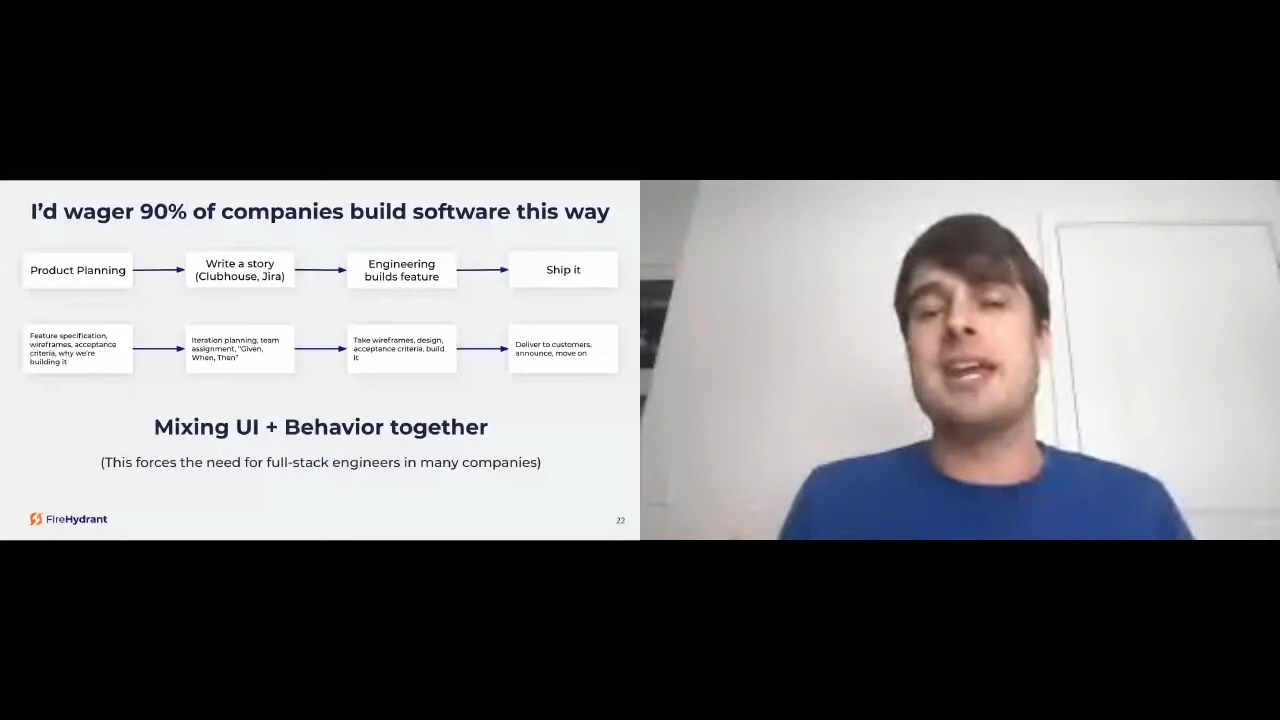 I'd wager 90% of companies build software this way
Product Planning
Write a story
(Clubhouse, Jira)
Engineering
builds feature
Ship it
Feature specification,
wireframes, acceptance
criteria, why we're
building it
Iteration planning, team
assignment, "Given,
When, Then"
Take wireframes, design,
acceptance criteria, build
it
Deliver to customers,
announce, move on
Mixing UI + Behavior together
(This forces the need for full-stack engineers in many companies)
FireHydrant
22